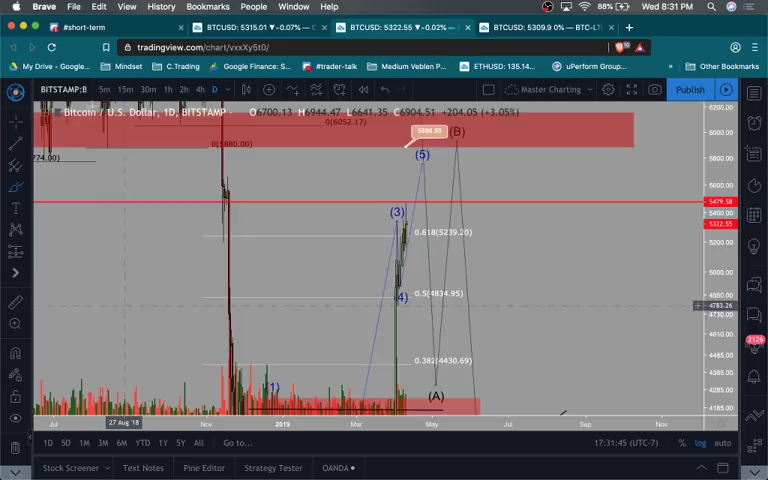 Brave File Edit View History Bookmarks People Window Help 88% Wed 8:31 PM
#short-term BTCUSD: 5315.01 ▼−0.07% — C BTCUSD: 5322.55 ▼−0.02% — BTCUSD: 5309.9 0% — BTC-LT
tradingview.com/chart/vxxXy5t0/
My Drive – Google... Mindset C.Trading Google Finance: S... #trader-talk Medium Veblen P... ETHUSD: 135.14... uPerform Group... Other Bookmarks
BITSTAMP:B 5m 15m 1h 4h D Master Charting Publish
Bitcoin / U.S. Dollar, 1D, BITSTAMP O6700.13 H6944.47 L6641.35 C6904.51 +204.05 (+3.05%)
6200.00
0(6052.17)
5899.50
(B)
6000.00
0(5880.00)
(5)
5800.00
774.00)
5600.00
5479.58
(3)
5400.00
5322.55
0.618(5239.20)
5200.00
5000.00
(4)
0.5(4834.95)
4850.00
4783.26
4730.00
4610.00
4485.00
0.382(4430.69)
4385.00
1)
(A)
4285.00
4185.00
Jul 27 Aug '18 Nov 2019 Mar May Jul Sep Nov
2126
1D 5D 1M 3M 6M YTD 1Y 5Y All Go to... 17:31:45 (UTC-7) % log auto
Stock Screener Text Notes Pine Editor Strategy Tester OANDA